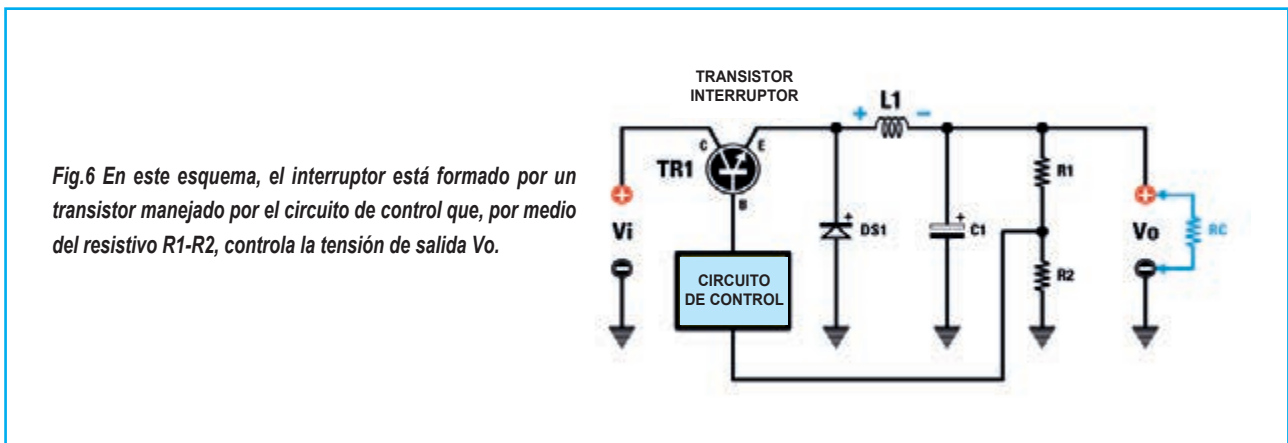 Fig.6 En este esquema, el interruptor está formado por un
transistor manejado por el circuito de control que, por medio
del resistivo R1-R2, controla la tensión de salida Vo.
TRANSISTOR
INTERRUPTOR
+ L1 −
C E
TR1
B
+
Vi
−
CIRCUITO
DE CONTROL
+
DS1
+
C1
R1
R2
+
Vo
−
RC